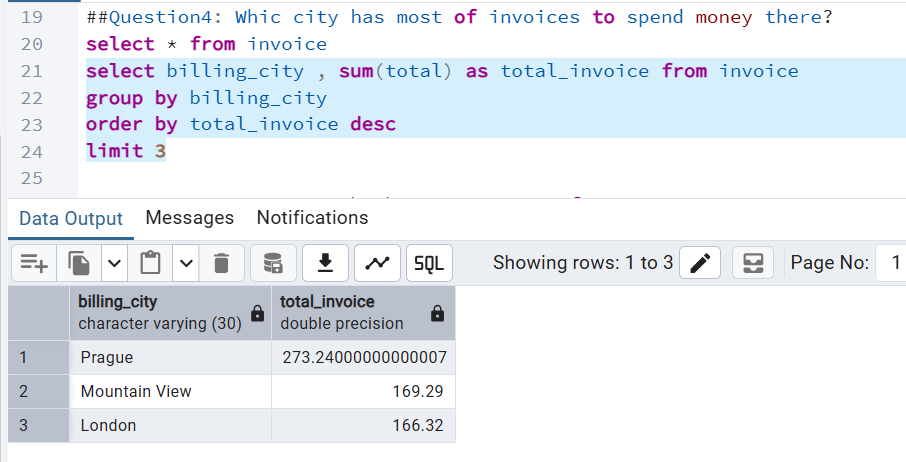 19 ##Question4: Whic city has most of invoices to spend money there?
20 select * from invoice
21 select billing_city , sum(total) as total_invoice from invoice
22 group by billing_city
23 order by total_invoice desc
24 limit 3
25
Data Output Messages Notifications
SQL Showing rows: 1 to 3 Page No: 1
billing_city total_invoice
character varying (30) double precision
1 Prague 273.24000000000007
2 Mountain View 169.29
3 London 166.32